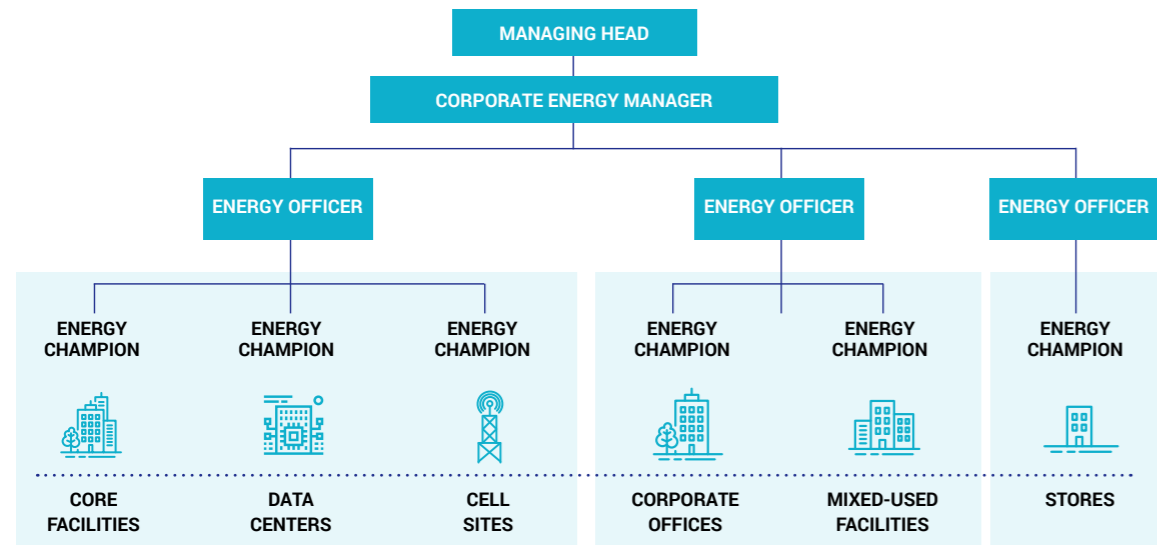 MANAGING HEAD
CORPORATE ENERGY MANAGER
ENERGY OFFICER
ENERGY OFFICER
ENERGY OFFICER
ENERGY
CHAMPION
ENERGY
CHAMPION
ENERGY
CHAMPION
ENERGY
CHAMPION
ENERGY
CHAMPION
ENERGY
CHAMPION
CORE
FACILITIES
DATA
CENTERS
CELL
SITES
CORPORATE
OFFICES
MIXED-USED
FACILITIES
STORES